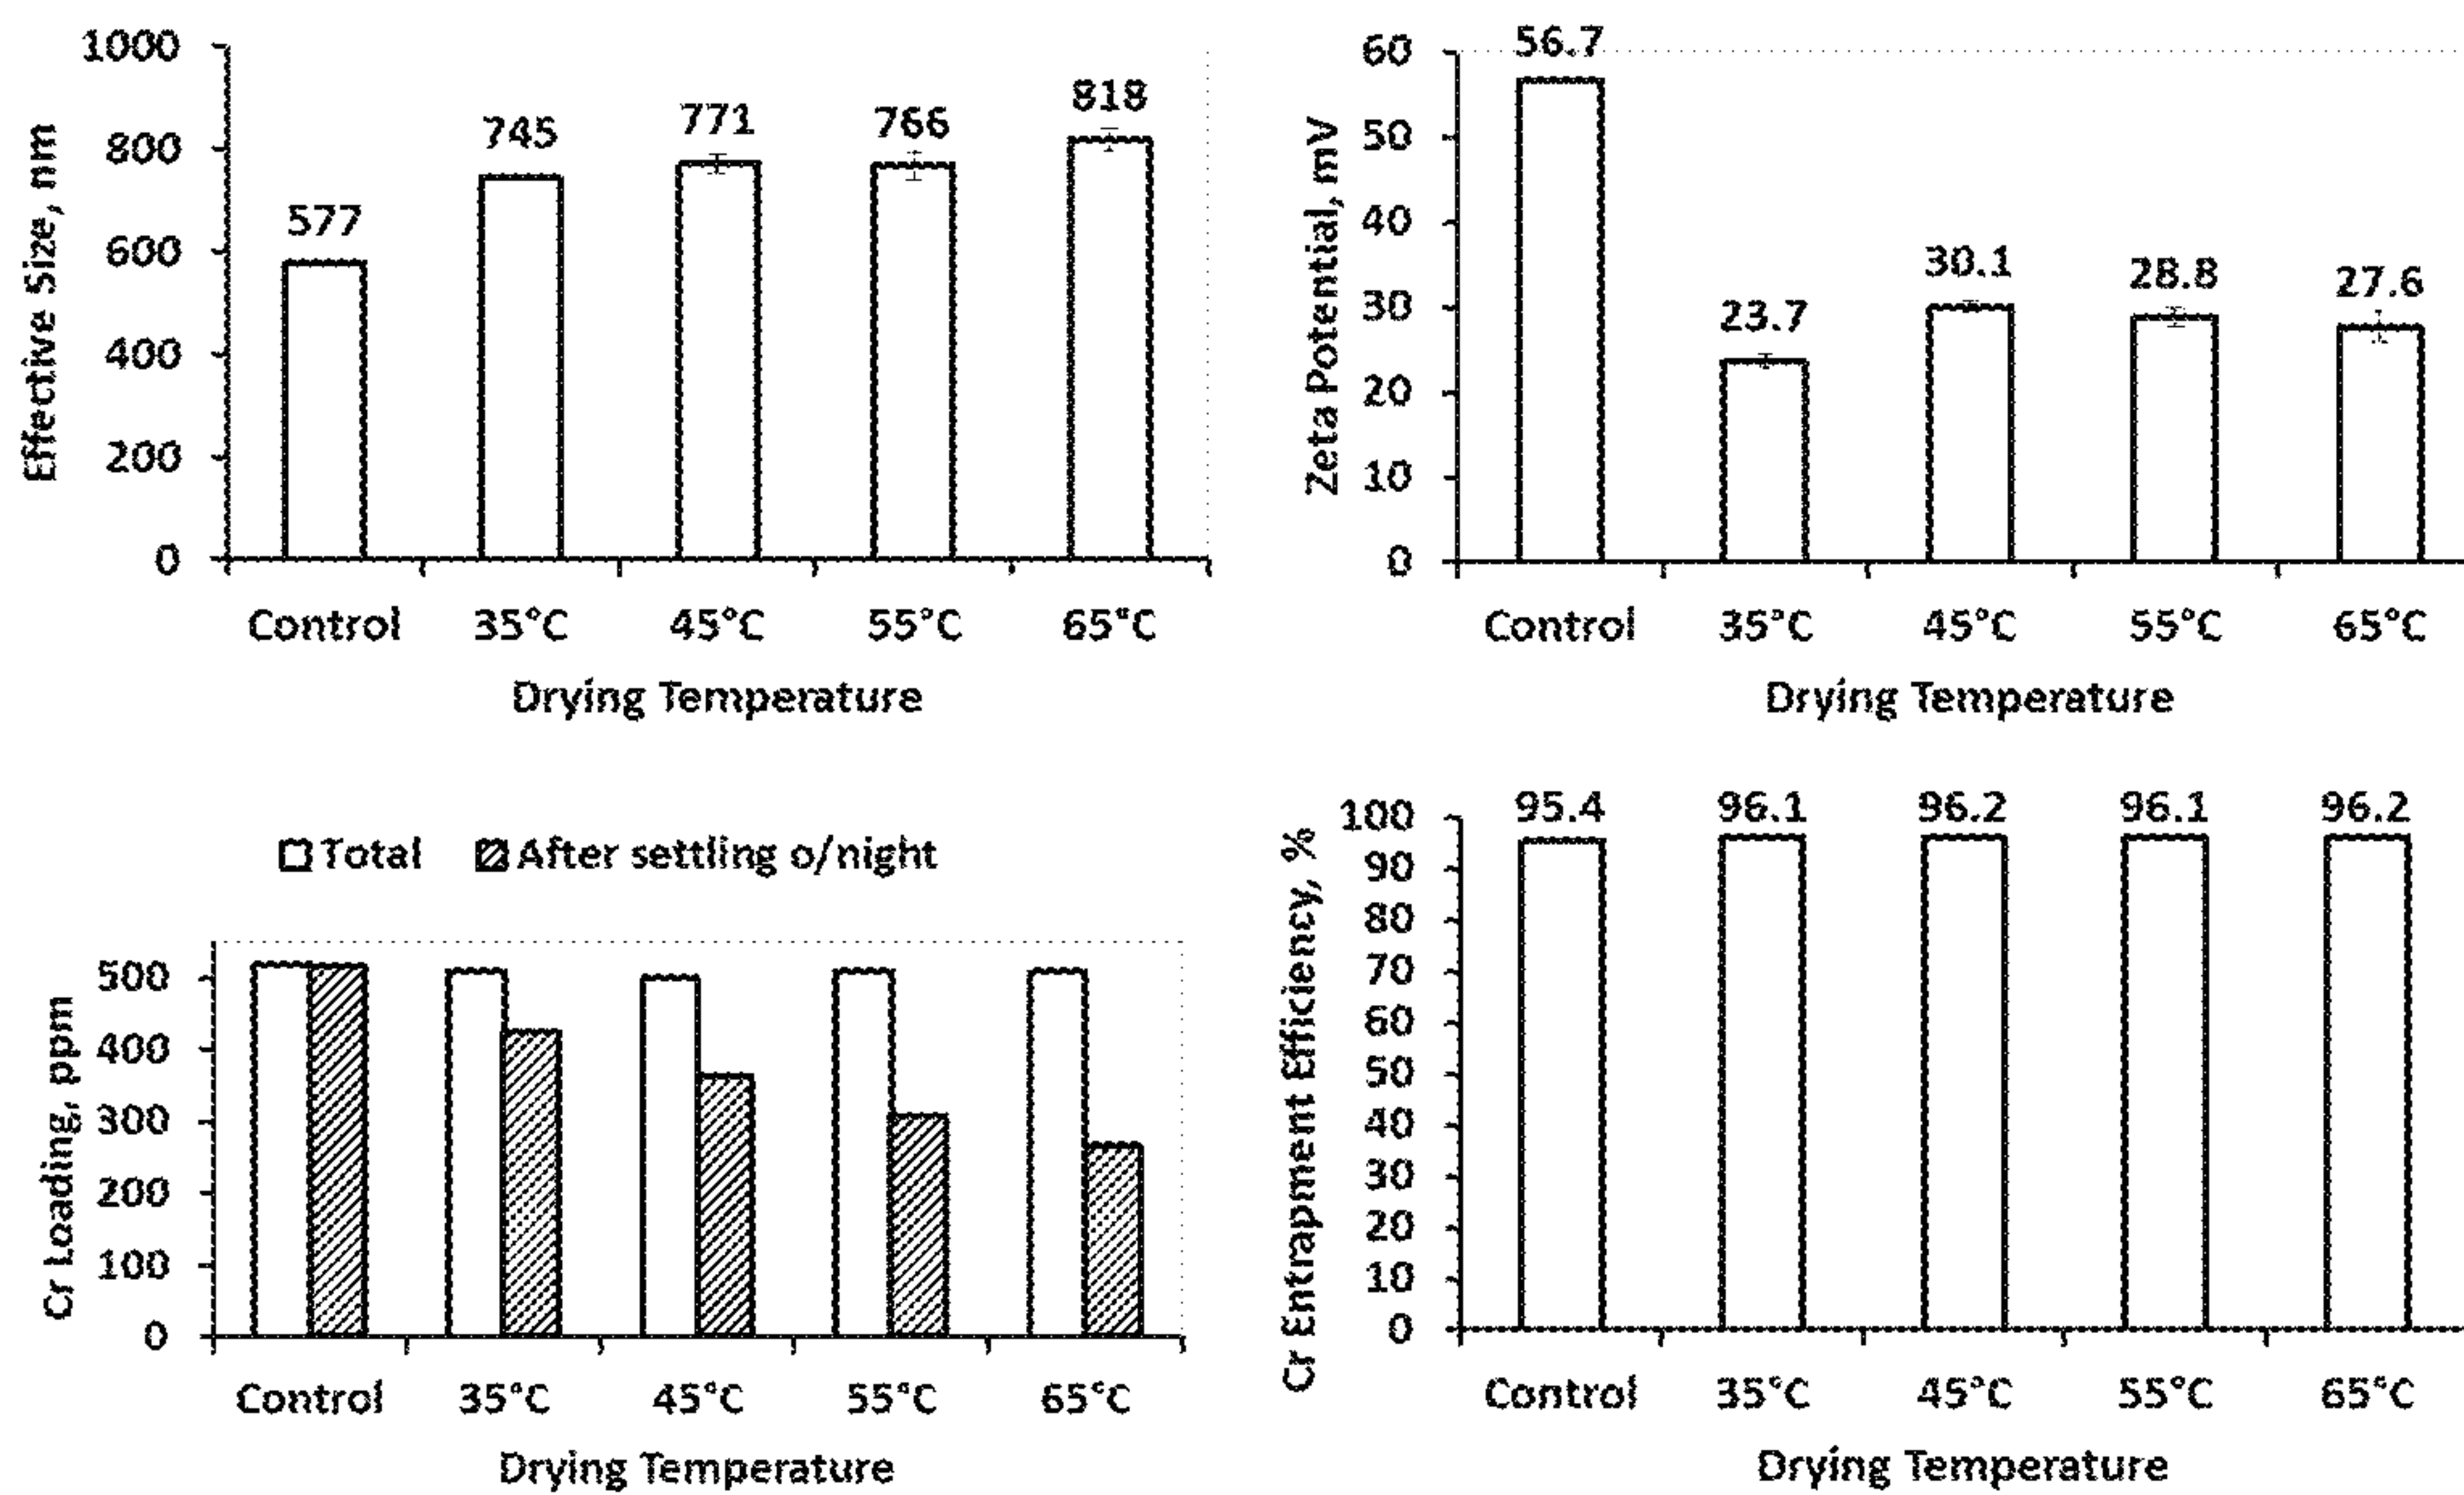 1000
800
600
400
200
0
Effective Size, nm
577
745
771
766
818
Control 35°C 45°C 55°C 65°C
Drying Temperature
60
50
40
30
20
10
0
Zeta Potential, mV
56.7
23.7
30.1
28.8
27.6
Control 35°C 45°C 55°C 65°C
Drying Temperature
Total After settling o/night
500
400
300
200
100
0
Cr Loading, ppm
Control 35°C 45°C 55°C 65°C
Drying Temperature
100
90
80
70
60
50
40
30
20
10
0
Cr Entrapment Efficiency, %
95.4 96.1 96.2 96.1 96.2
Control 35°C 45°C 55°C 65°C
Drying Temperature